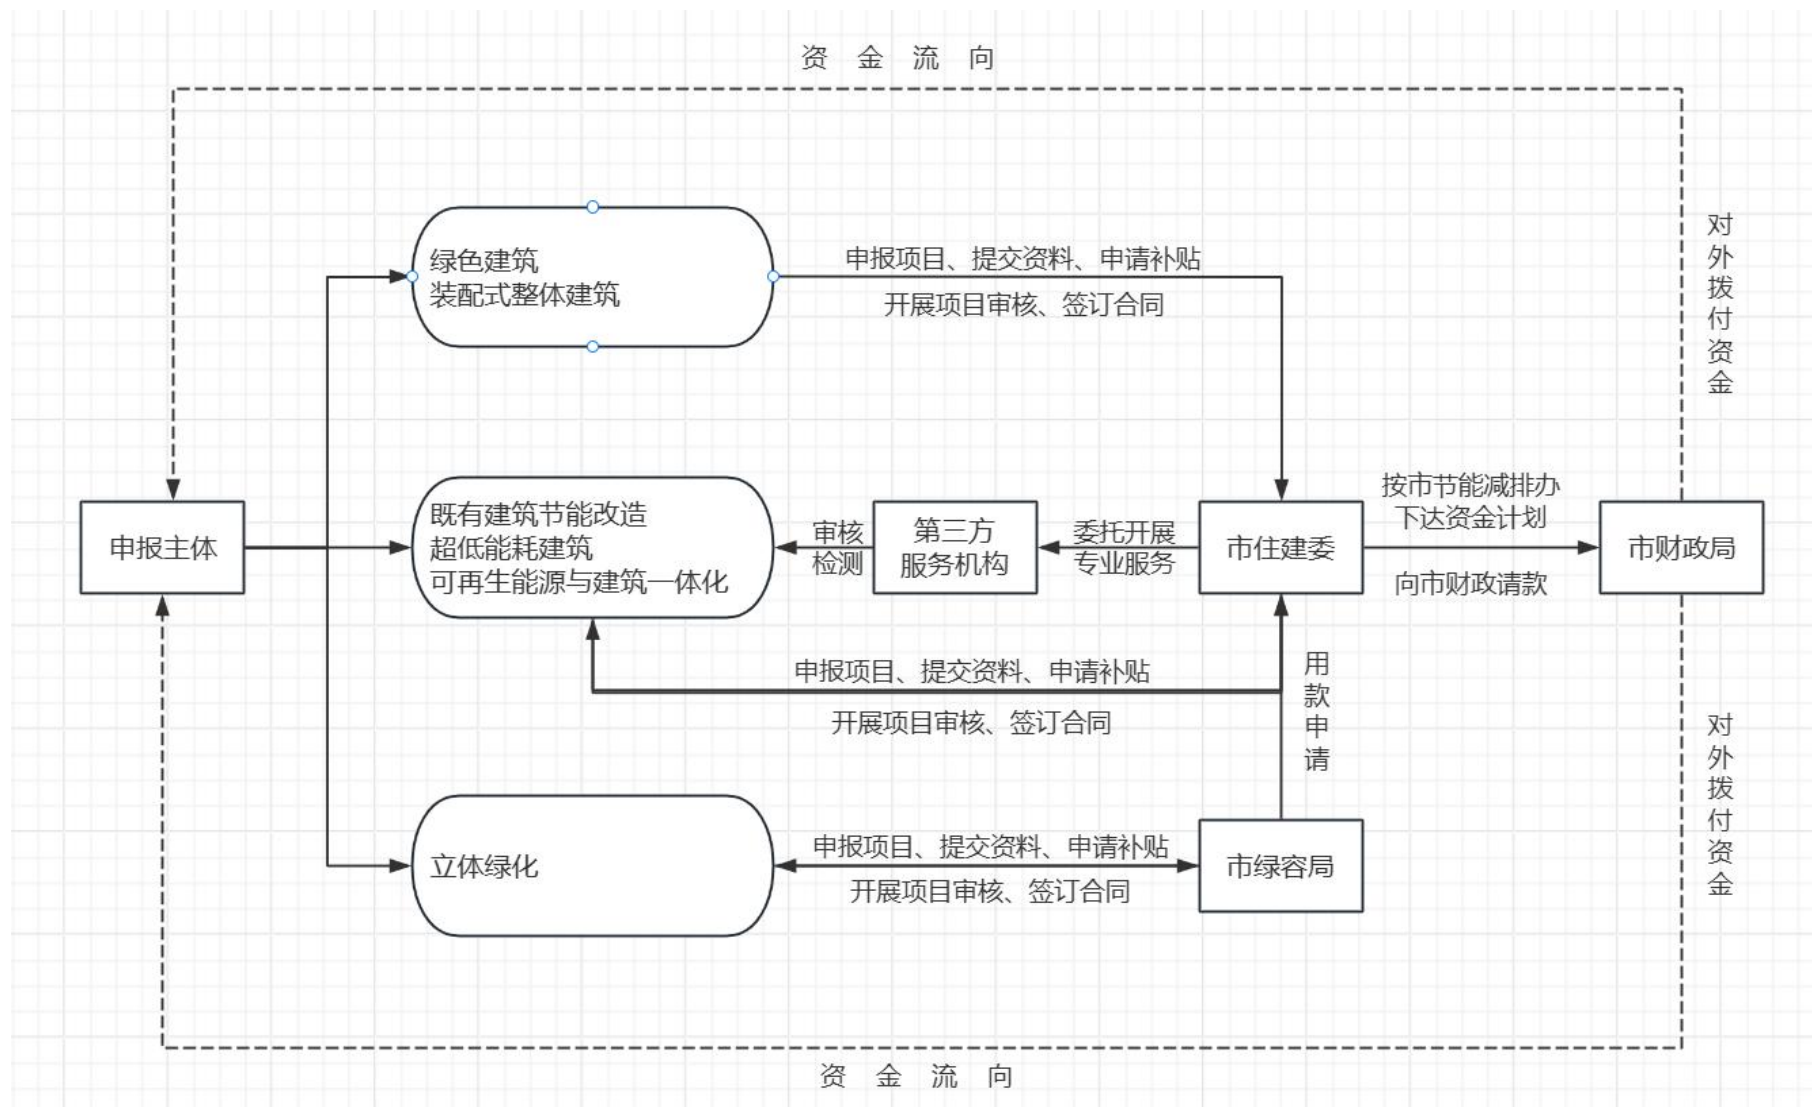 资金流向
绿色建筑
装配式整体建筑
申报项目、提交资料、申请补贴
开展项目审核、签订合同
对外拨付资金
申报主体
既有建筑节能改造
超低能耗建筑
可再生能源与建筑一体化
审核
检测
第三方
服务机构
委托开展
专业服务
市住建委
按市节能减排办
下达资金计划
向市财政请款
市财政局
申报项目、提交资料、申请补贴
开展项目审核、签订合同
用款申请
对外拨付资金
立体绿化
申报项目、提交资料、申请补贴
开展项目审核、签订合同
市绿容局
资金流向